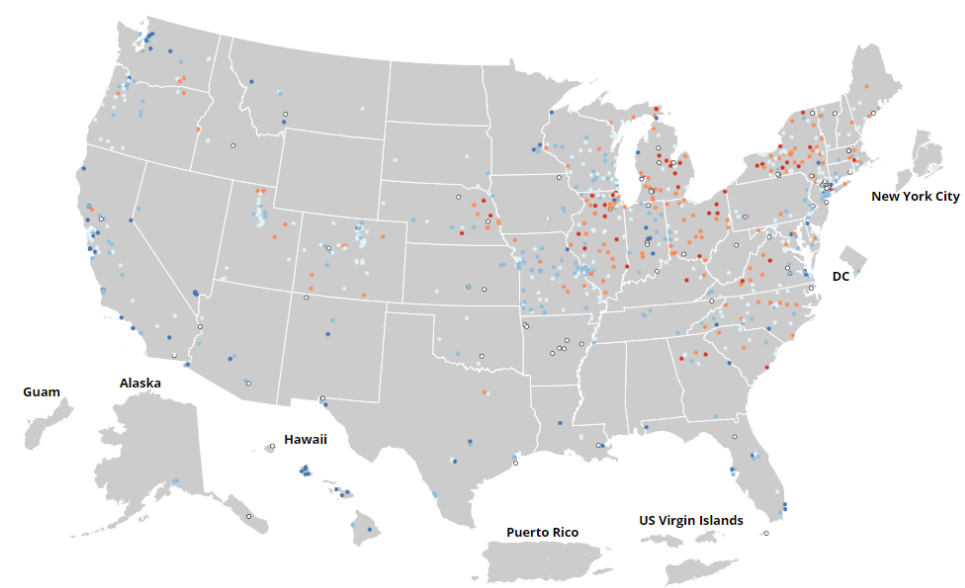 New York City
DC
Guam
Alaska
Hawaii
US Virgin Islands
Puerto Rico